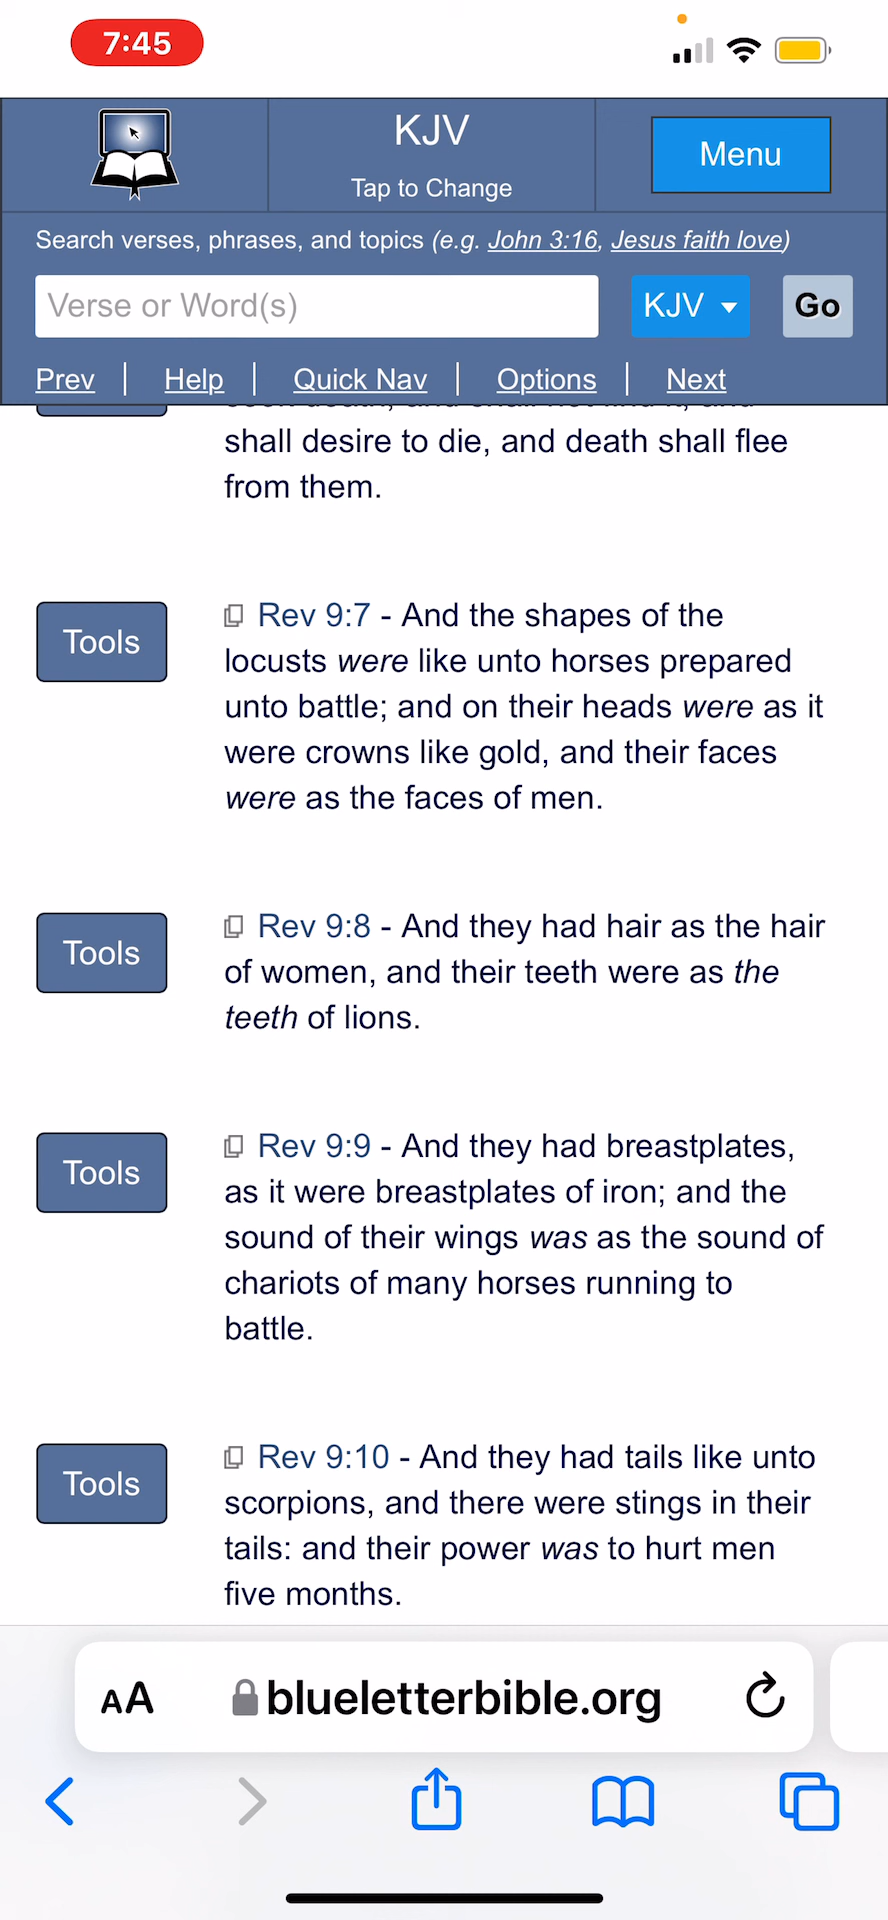 7:45
KJV
Tap to Change
Menu
Search verses, phrases, and topics (e.g. John 3:16, Jesus faith love)
Verse or Word(s)
KJV
Go
Prev | Help | Quick Nav | Options | Next
shall desire to die, and death shall flee
from them.
Tools
Rev 9:7 - And the shapes of the
locusts were like unto horses prepared
unto battle; and on their heads were as it
were crowns like gold, and their faces
were as the faces of men.
Tools
Rev 9:8 - And they had hair as the hair
of women, and their teeth were as the
teeth of lions.
Tools
Rev 9:9 - And they had breastplates,
as it were breastplates of iron; and the
sound of their wings was as the sound of
chariots of many horses running to
battle.
Tools
Rev 9:10 - And they had tails like unto
scorpions, and there were stings in their
tails: and their power was to hurt men
five months.
AA
blueletterbible.org